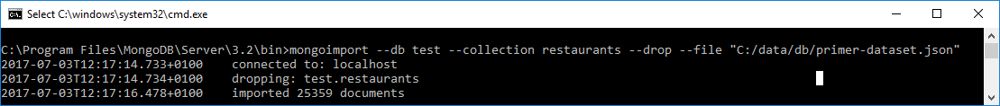 Select C:\windows\system32\cmd.exe
C:\Program Files\MongoDB\Server\3.2\bin>mongoimport --db test --collection restaurants --drop --file "C:/data/db/primer-dataset.json"
2017-07-03T12:17:14.733+0100    connected to: localhost
2017-07-03T12:17:14.734+0100    dropping: test.restaurants
2017-07-03T12:17:16.478+0100    imported 25359 documents